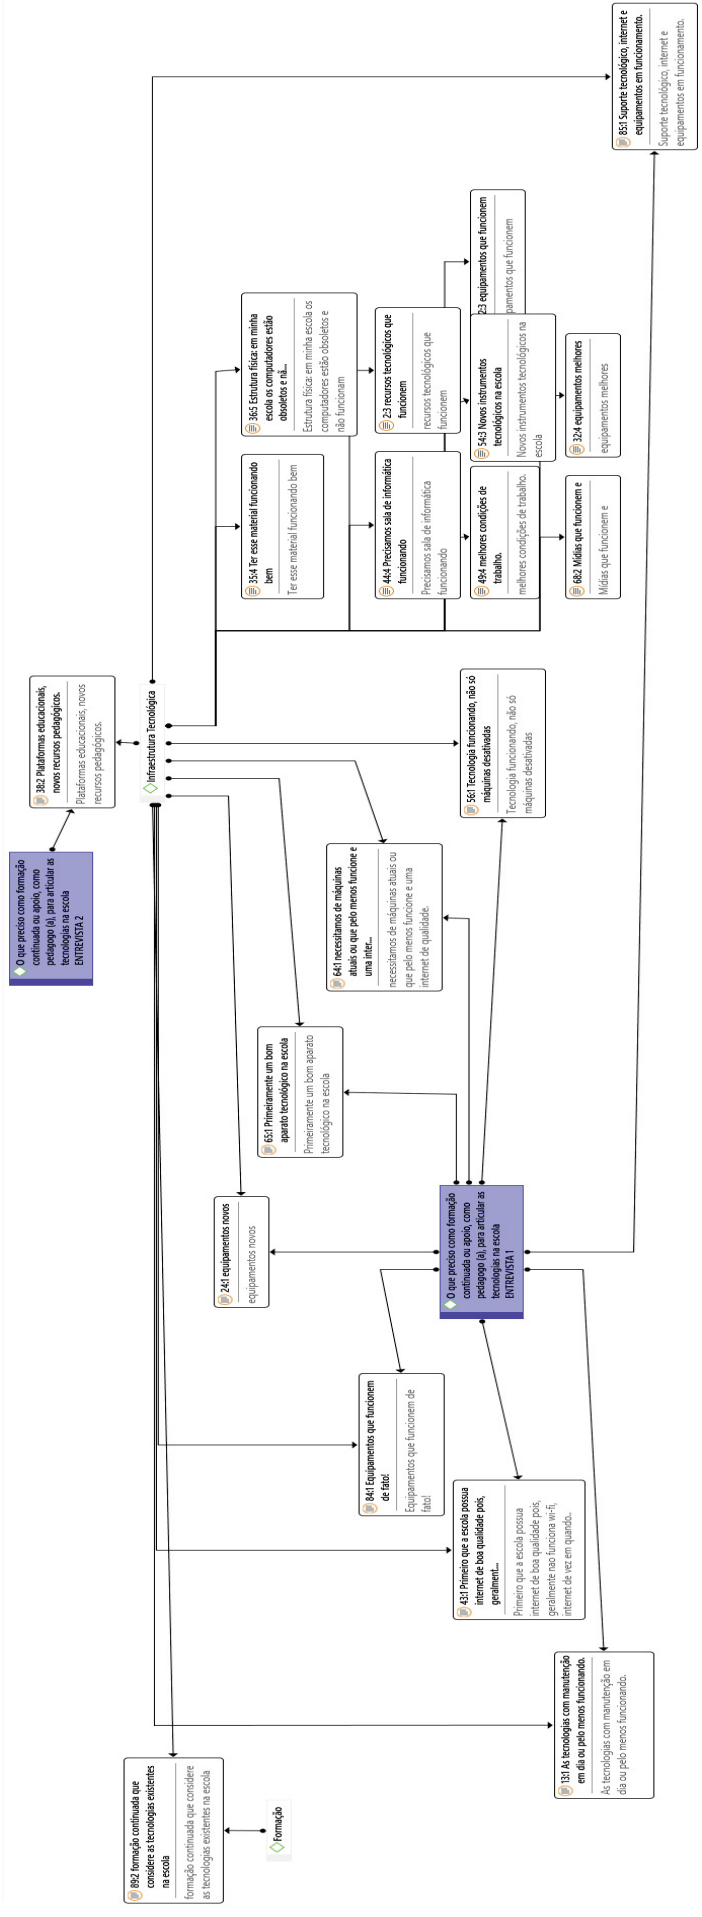 89:2 formação continuada que
considere as tecnologias existentes
na escola
formação continuada que considere
as tecnologias existentes na escola
Formação
O que preciso como formação
continuada ou apoio, como
pedagogo (a), para articular as
tecnologias na escola
ENTREVISTA 2
38:2 Plataformas educacionais,
novos recursos pedagógicos.
Plataformas educacionais, novos
recursos pedagógicos.
Infraestrutura Tecnológica
24:1 equipamentos novos
equipamentos novos
65:1 Primeiramente um bom
aparato tecnológico na escola
Primeiramente um bom aparato
tecnológico na escola
64:1 necessitamos de máquinas
atuais ou que pelo menos funcione e
uma inter...
necessitamos de máquinas atuais ou
que pelo menos funcione e uma
internet de qualidade.
84:1 Equipamentos que funcionem
de fato!
Equipamentos que funcionem de
fato!
43:1 Primeiro que a escola possua
internet de boa qualidade pois,
geralment...
Primeiro que a escola possua
internet de boa qualidade pois,
geralmente nao funciona wi-fi,
internet de vez em quando..
13:1 As tecnologias com manutenção
em dia ou pelo menos funcionando.
As tecnologias com manutenção em
dia ou pelo menos funcionando.
O que preciso como formação
continuada ou apoio, como
pedagogo (a), para articular as
tecnologias na escola
ENTREVISTA 1
56:1 Tecnologia funcionando, não só
máquinas desativadas
Tecnologia funcionando, não só
máquinas desativadas
35:4 Ter esse material funcionando
bem
Ter esse material funcionando bem
36:5 Estrutura física: em minha
escola os computadores estão
obsoletos e nã...
Estrutura física: em minha escola os
computadores estão obsoletos e
não funcionam
44:4 Precisamos sala de informática
funcionando
Precisamos sala de informática
funcionando
2:3 recursos tecnológicos que
funcionem
recursos tecnológicos que
funcionem
49:4 melhores condições de
trabalho.
melhores condições de trabalho.
54:3 Novos instrumentos
tecnológicos na escola
Novos instrumentos tecnológicos na
escola
2:3 equipamentos que funcionem
pamentos que funcionem
68:2 Mídias que funcionem e
Mídias que funcionem e
32:4 equipamentos melhores
equipamentos melhores
85:1 Suporte tecnológico, internet e
equipamentos em funcionamento.
Suporte tecnológico, internet e
equipamentos em funcionamento.